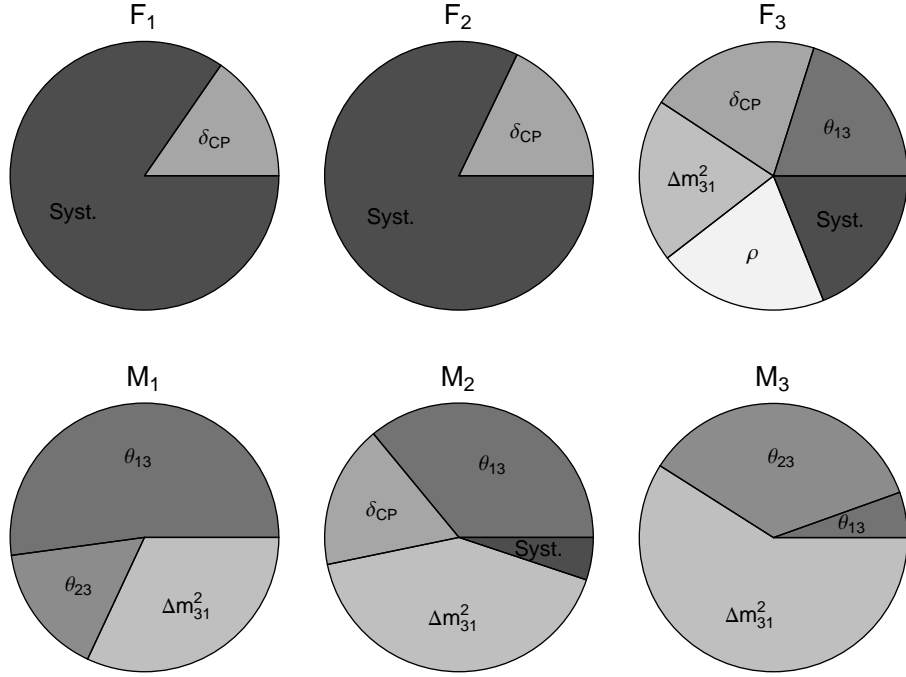 F₁ F₂ F₃
δCP δCP δCP θ₁₃
Syst. Syst. Δm²₃₁ Syst.
ρ
M₁ M₂ M₃
θ₁₃ θ₁₃ θ₂₃
δCP Syst. θ₁₃
θ₂₃ Δm²₃₁ Δm²₃₁ Δm²₃₁